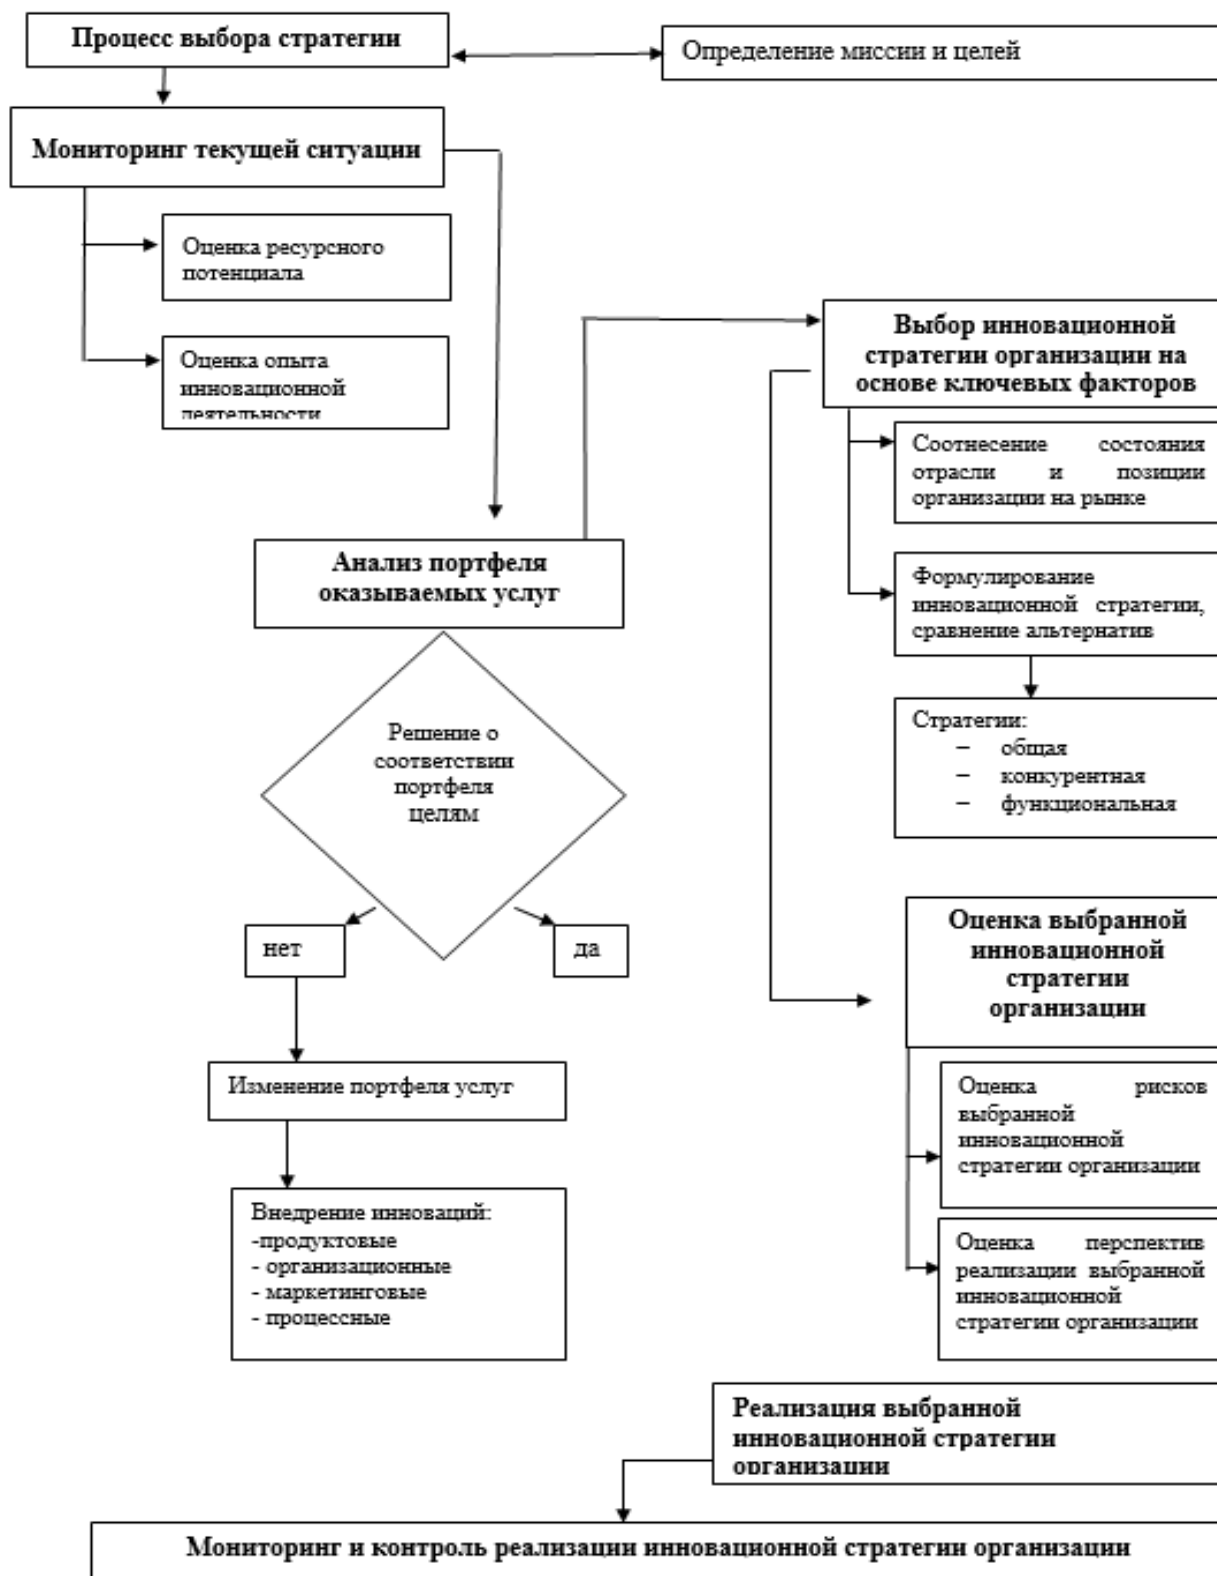 Процесс выбора стратегии
Определение миссии и целей
Мониторинг текущей ситуации
Оценка ресурсного
потенциала
Оценка опыта
инновационной
деятельности
Выбор инновационной
стратегии организации на
основе ключевых факторов
Соотнесение состояния
отрасли и позиции
организации на рынке
Анализ портфеля
оказываемых услуг
Формулирование
инновационной стратегии,
сравнение альтернатив
Решение о
соответствии
портфеля
целям
Стратегии:
– общая
– конкурентная
– функциональная
нет
да
Оценка выбранной
инновационной
стратегии
организации
Изменение портфеля услуг
Оценка рисков
выбранной
инновационной
стратегии организации
Внедрение инноваций:
-продуктовые
- организационные
- маркетинговые
- процессные
Оценка перспектив
реализации выбранной
инновационной
стратегии организации
Реализация выбранной
инновационной стратегии
организации
Мониторинг и контроль реализации инновационной стратегии организации